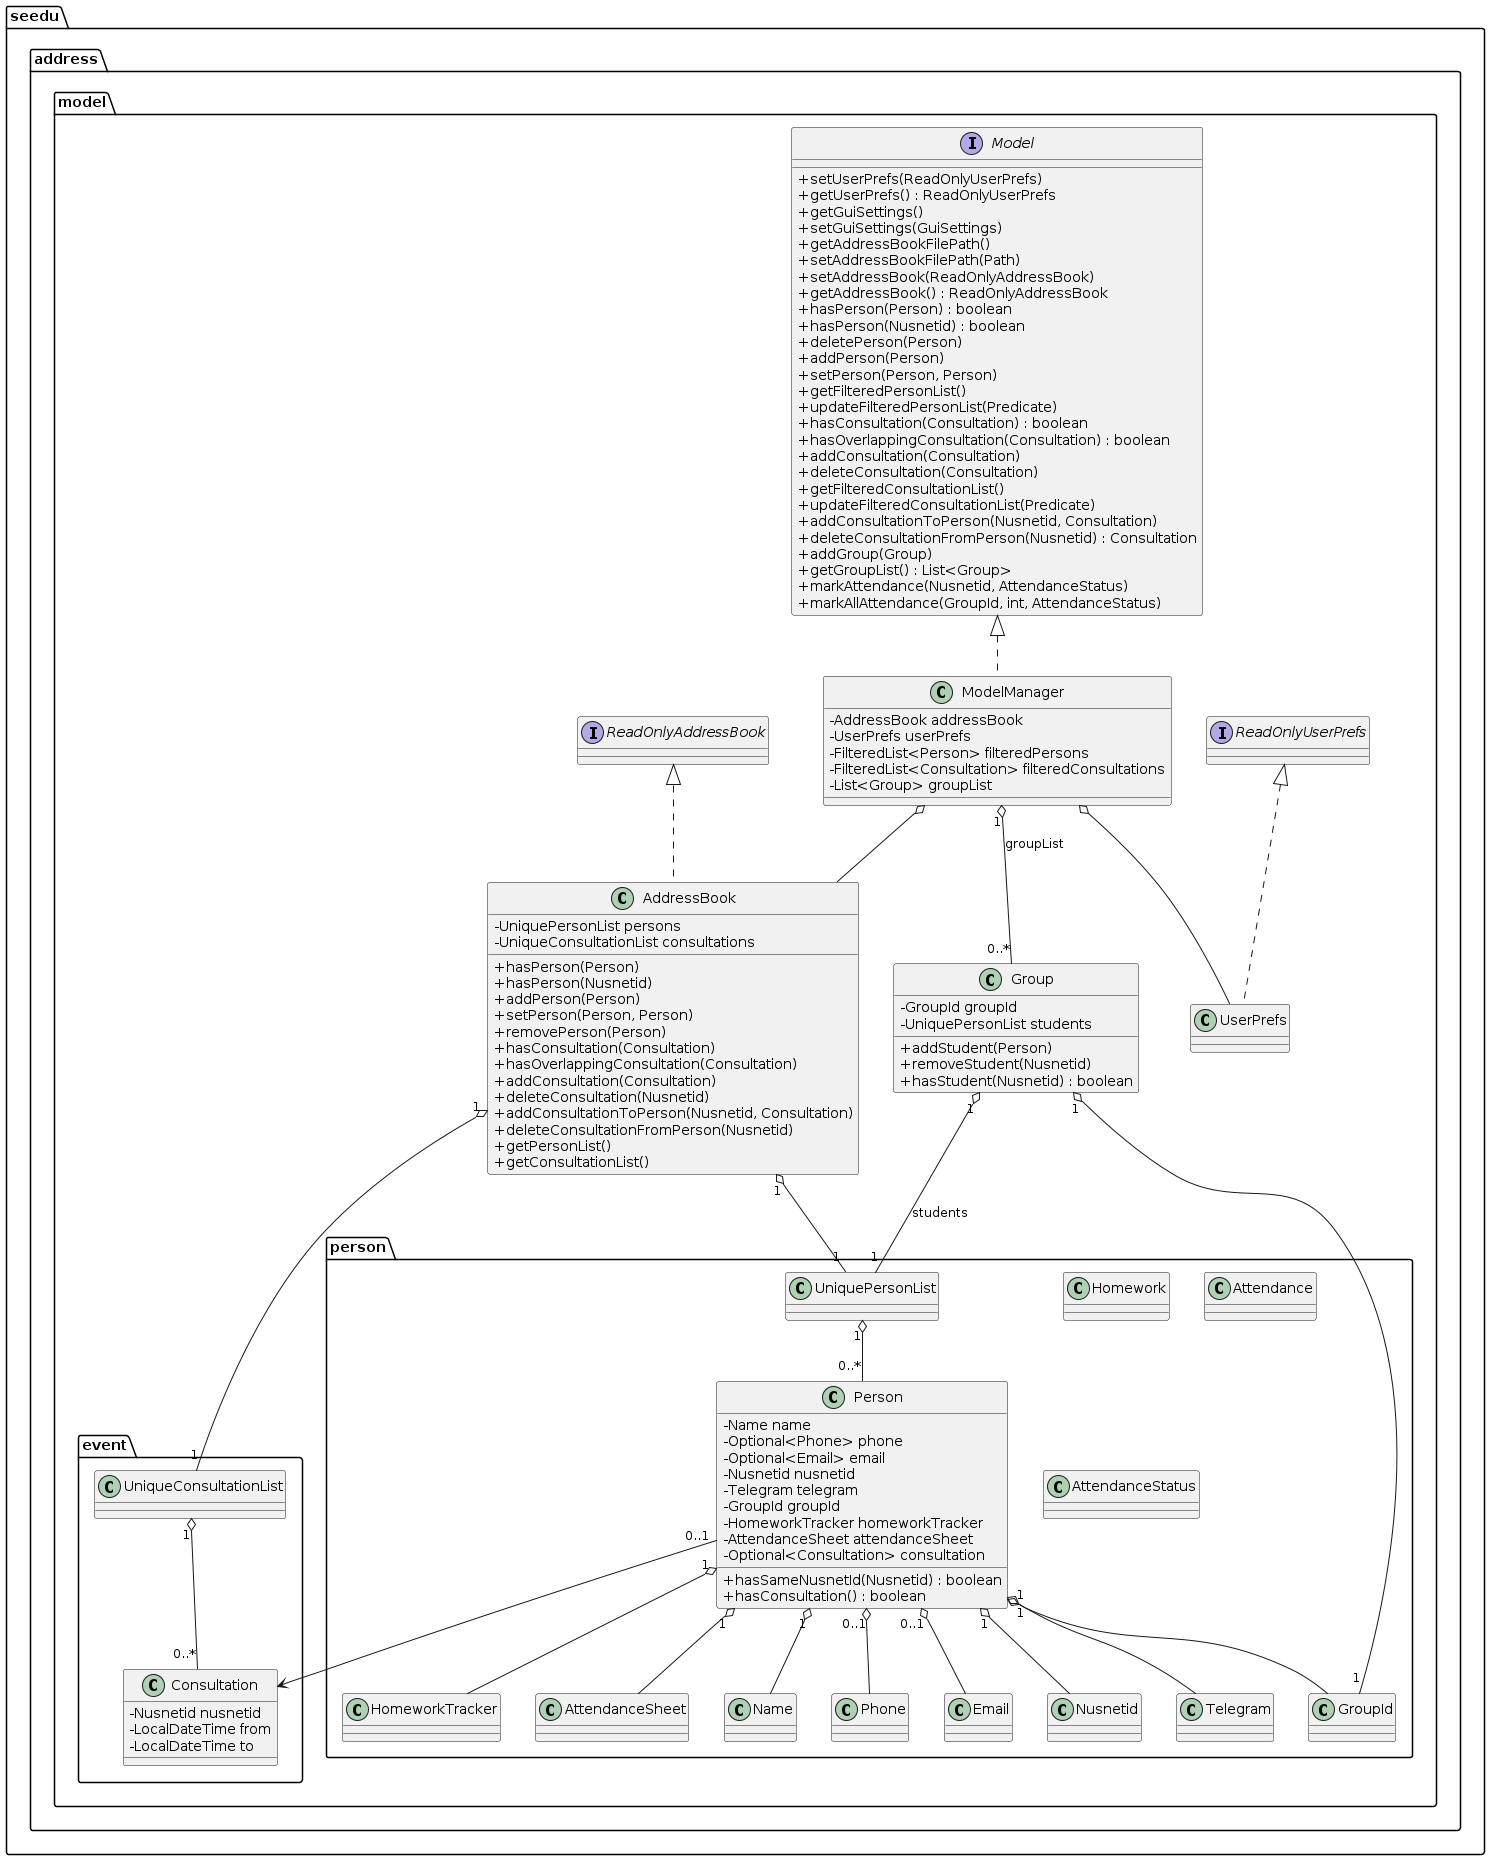 seedu
address
model
I Model
+setUserPrefs(ReadOnlyUserPrefs)
+getUserPrefs() : ReadOnlyUserPrefs
+getGuiSettings()
+setGuiSettings(GuiSettings)
+getAddressBookFilePath()
+setAddressBookFilePath(Path)
+setAddressBook(ReadOnlyAddressBook)
+getAddressBook() : ReadOnlyAddressBook
+hasPerson(Person) : boolean
+hasPerson(Nusnetid) : boolean
+deletePerson(Person)
+addPerson(Person)
+setPerson(Person, Person)
+getFilteredPersonList()
+updateFilteredPersonList(Predicate)
+hasConsultation(Consultation) : boolean
+hasOverlappingConsultation(Consultation) : boolean
+addConsultation(Consultation)
+deleteConsultation(Consultation)
+getFilteredConsultationList()
+updateFilteredConsultationList(Predicate)
+addConsultationToPerson(Nusnetid, Consultation)
+deleteConsultationFromPerson(Nusnetid) : Consultation
+addGroup(Group)
+getGroupList() : List<Group>
+markAttendance(Nusnetid, AttendanceStatus)
+markAllAttendance(GroupId, int, AttendanceStatus)
C ModelManager
-AddressBook addressBook
-UserPrefs userPrefs
-FilteredList<Person> filteredPersons
-FilteredList<Consultation> filteredConsultations
-List<Group> groupList
I ReadOnlyAddressBook
I ReadOnlyUserPrefs
1
groupList
0..*
C AddressBook
-UniquePersonList persons
-UniqueConsultationList consultations
+hasPerson(Person)
+hasPerson(Nusnetid)
+addPerson(Person)
+setPerson(Person, Person)
+removePerson(Person)
+hasConsultation(Consultation)
+hasOverlappingConsultation(Consultation)
+addConsultation(Consultation)
+deleteConsultation(Nusnetid)
+addConsultationToPerson(Nusnetid, Consultation)
+deleteConsultationFromPerson(Nusnetid)
+getPersonList()
+getConsultationList()
C Group
-GroupId groupId
-UniquePersonList students
+addStudent(Person)
+removeStudent(Nusnetid)
+hasStudent(Nusnetid) : boolean
C UserPrefs
1
1
1
1
students
person
1
1
C UniquePersonList
C Homework
C Attendance
1
0..*
C Person
-Name name
-Optional<Phone> phone
-Optional<Email> email
-Nusnetid nusnetid
-Telegram telegram
-GroupId groupId
-HomeworkTracker homeworkTracker
-AttendanceSheet attendanceSheet
-Optional<Consultation> consultation
+hasSameNusnetId(Nusnetid) : boolean
+hasConsultation() : boolean
C AttendanceStatus
event
1
C UniqueConsultationList
1
0..*
0..1
1
1
1
0..1
0..1
1
1
1
1
C Consultation
-Nusnetid nusnetid
-LocalDateTime from
-LocalDateTime to
C HomeworkTracker
C AttendanceSheet
C Name
C Phone
C Email
C Nusnetid
C Telegram
C GroupId